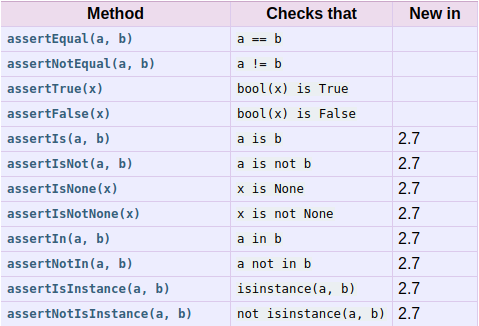 Method Checks that New in
assertEqual(a, b) a == b
assertNotEqual(a, b) a != b
assertTrue(x) bool(x) is True
assertFalse(x) bool(x) is False
assertIs(a, b) a is b 2.7
assertIsNot(a, b) a is not b 2.7
assertIsNone(x) x is None 2.7
assertIsNotNone(x) x is not None 2.7
assertIn(a, b) a in b 2.7
assertNotIn(a, b) a not in b 2.7
assertIsInstance(a, b) isinstance(a, b) 2.7
assertNotIsInstance(a, b) not isinstance(a, b) 2.7